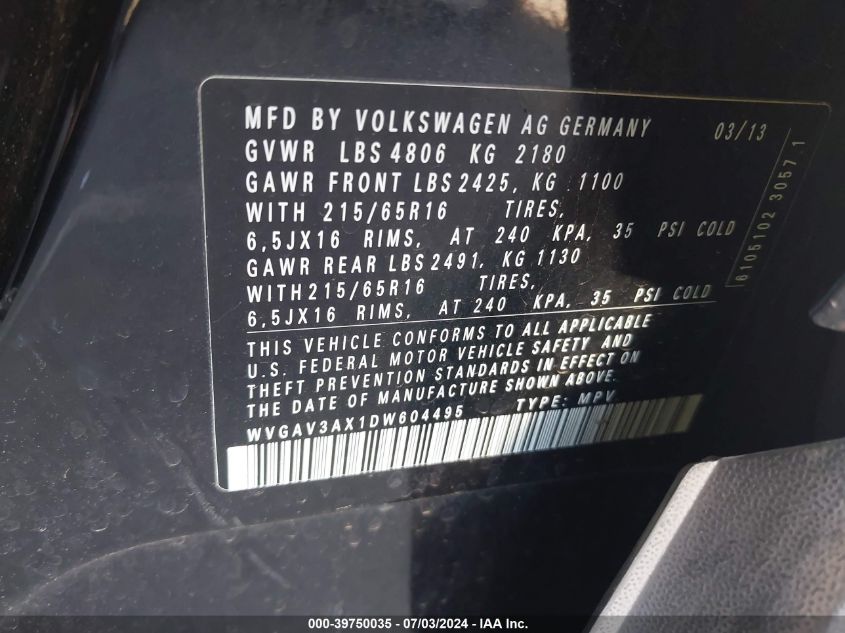 MFD BY VOLKSWAGEN AG GERMANY 03/13
GVWR LBS 4806 KG 2180
GAWR FRONT LBS 2425, KG 1100
WITH 215/65R16 TIRES,
6,5JX16 RIMS, AT 240 KPA, 35 PSI COLD
GAWR REAR LBS 2491, KG 1130
WITH 215/65R16 TIRES,
6,5JX16 RIMS, AT 240 KPA, 35 PSI COLD
THIS VEHICLE CONFORMS TO ALL APPLICABLE
U.S. FEDERAL MOTOR VEHICLE SAFETY AND
THEFT PREVENTION STANDARDS IN EFFECT ON
THE DATE OF MANUFACTURE SHOWN ABOVE.
WVGAV3AX1DW604495 TYPE: MPV
6105102 3057.1
000-39750035 - 07/03/2024 - IAA Inc.